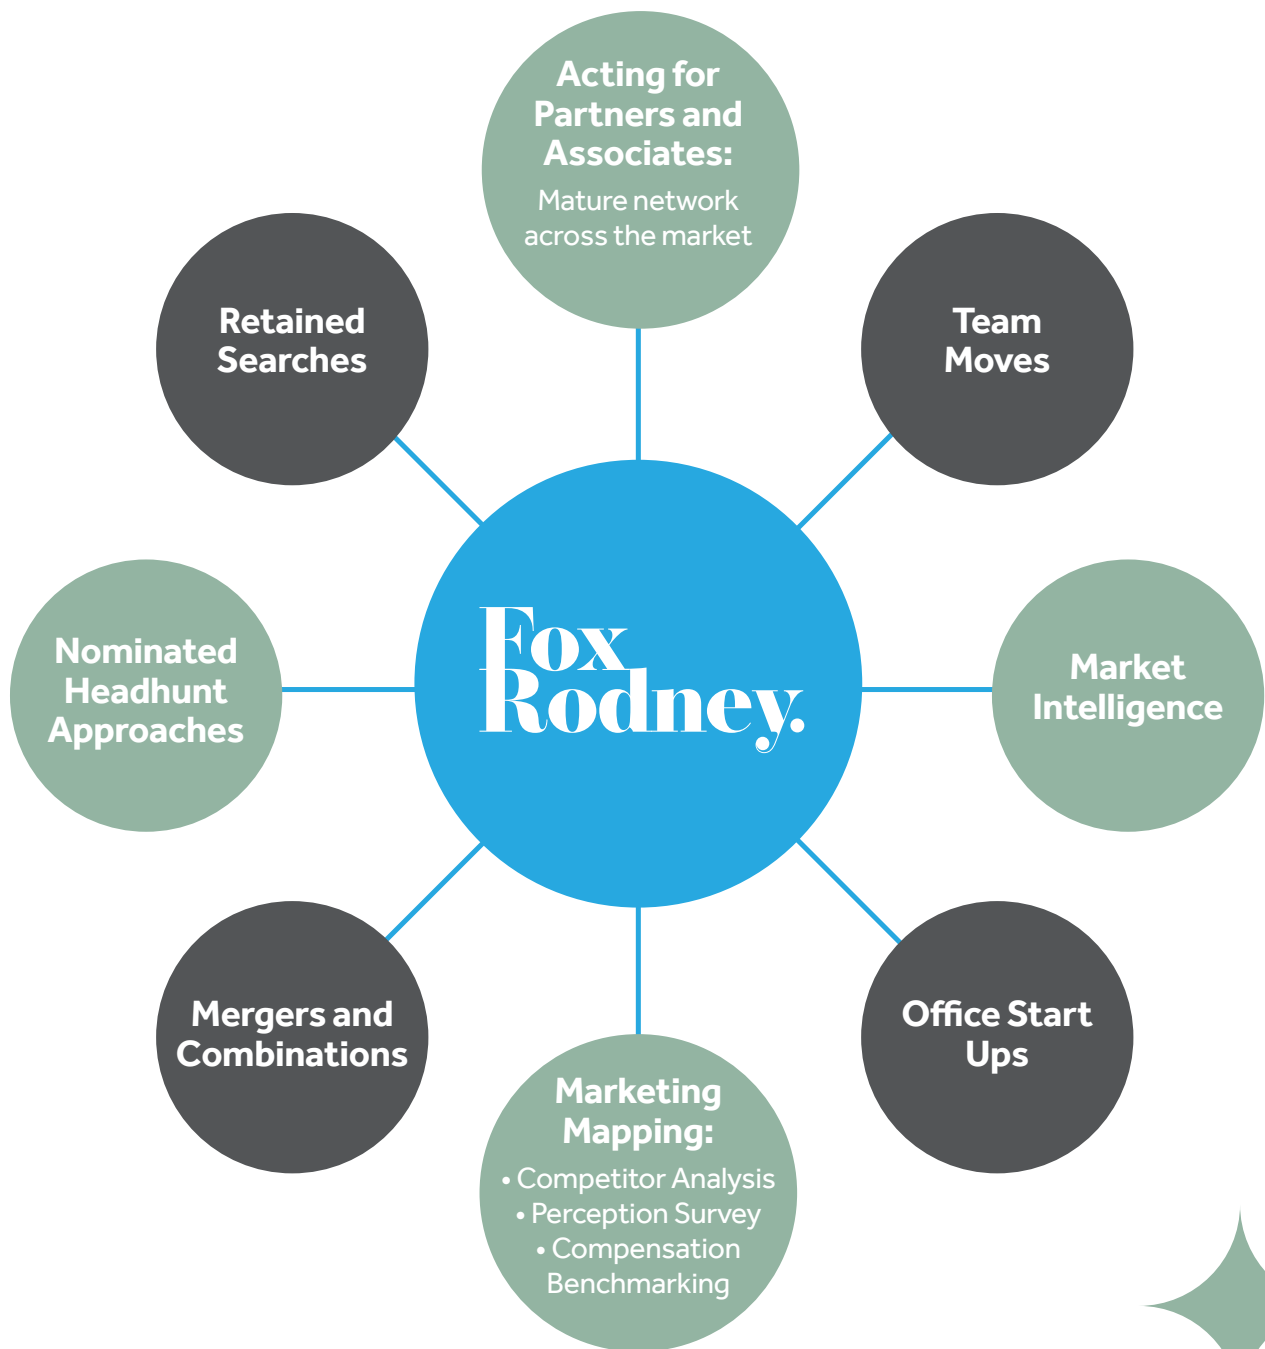 Acting for
Partners and
Associates:
Mature network
across the market
Retained
Searches
Team
Moves
Fox
Rodney.
Nominated
Headhunt
Approaches
Market
Intelligence
Mergers and
Combinations
Office Start
Ups
Marketing
Mapping:
• Competitor Analysis
• Perception Survey
• Compensation
Benchmarking